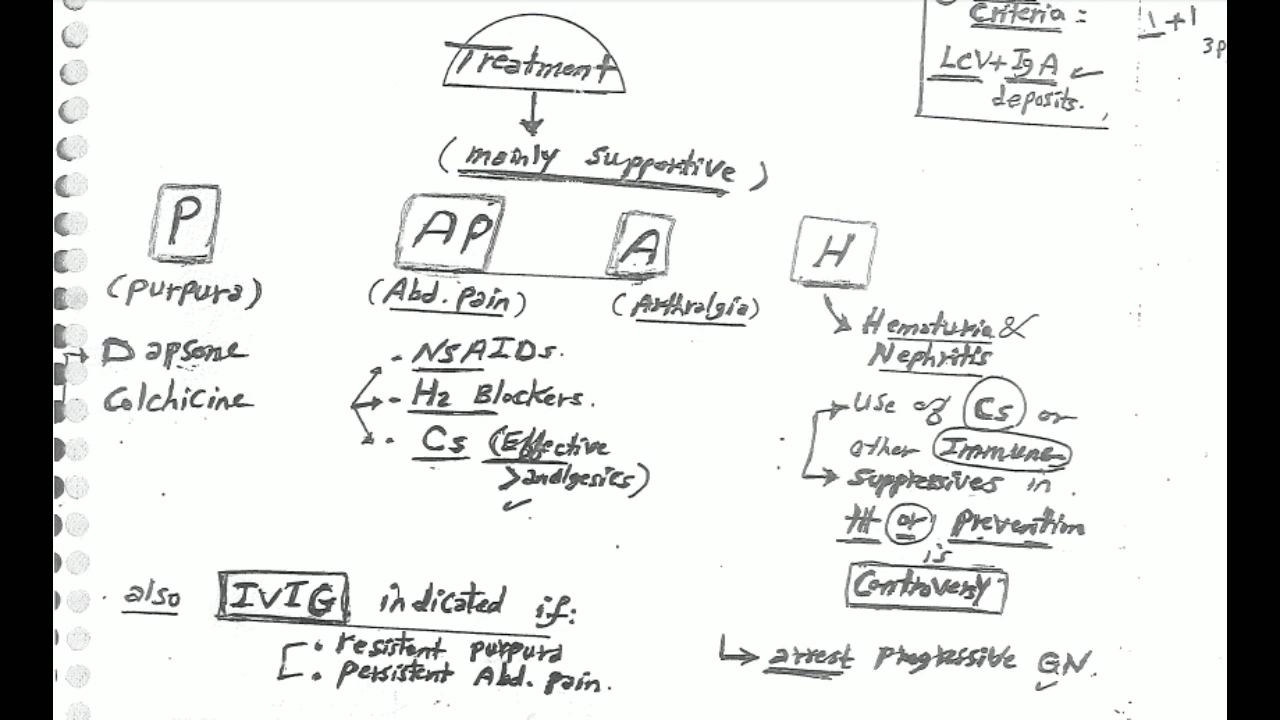 Criteria :
1+1
3P
LCV + IgA
deposits.
Treatment
(mainly supportive)
P
AP
A
H
(purpura)
(Abd. pain)
(Arthralgia)
Hematuria &
Nephritis
Dapsone
Colchicine
- NSAIDs.
- H2 Blockers.
- Cs (Effective
> analgesics)
use of Cs or
other Immune
suppressives in
ttt or prevention
is
Controversy
also IVIG indicated if:
• resistent purpura
• persistent Abd. pain.
arrest progressive GN.